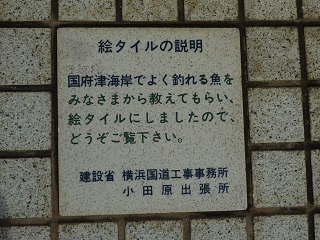 絵タイルの説明
国府津海岸でよく釣れる魚を
みなさまから教えてもらい、
絵タイルにしましたので、
どうぞご覧下さい。
建設省 横浜国道工事事務所
小田原出張所